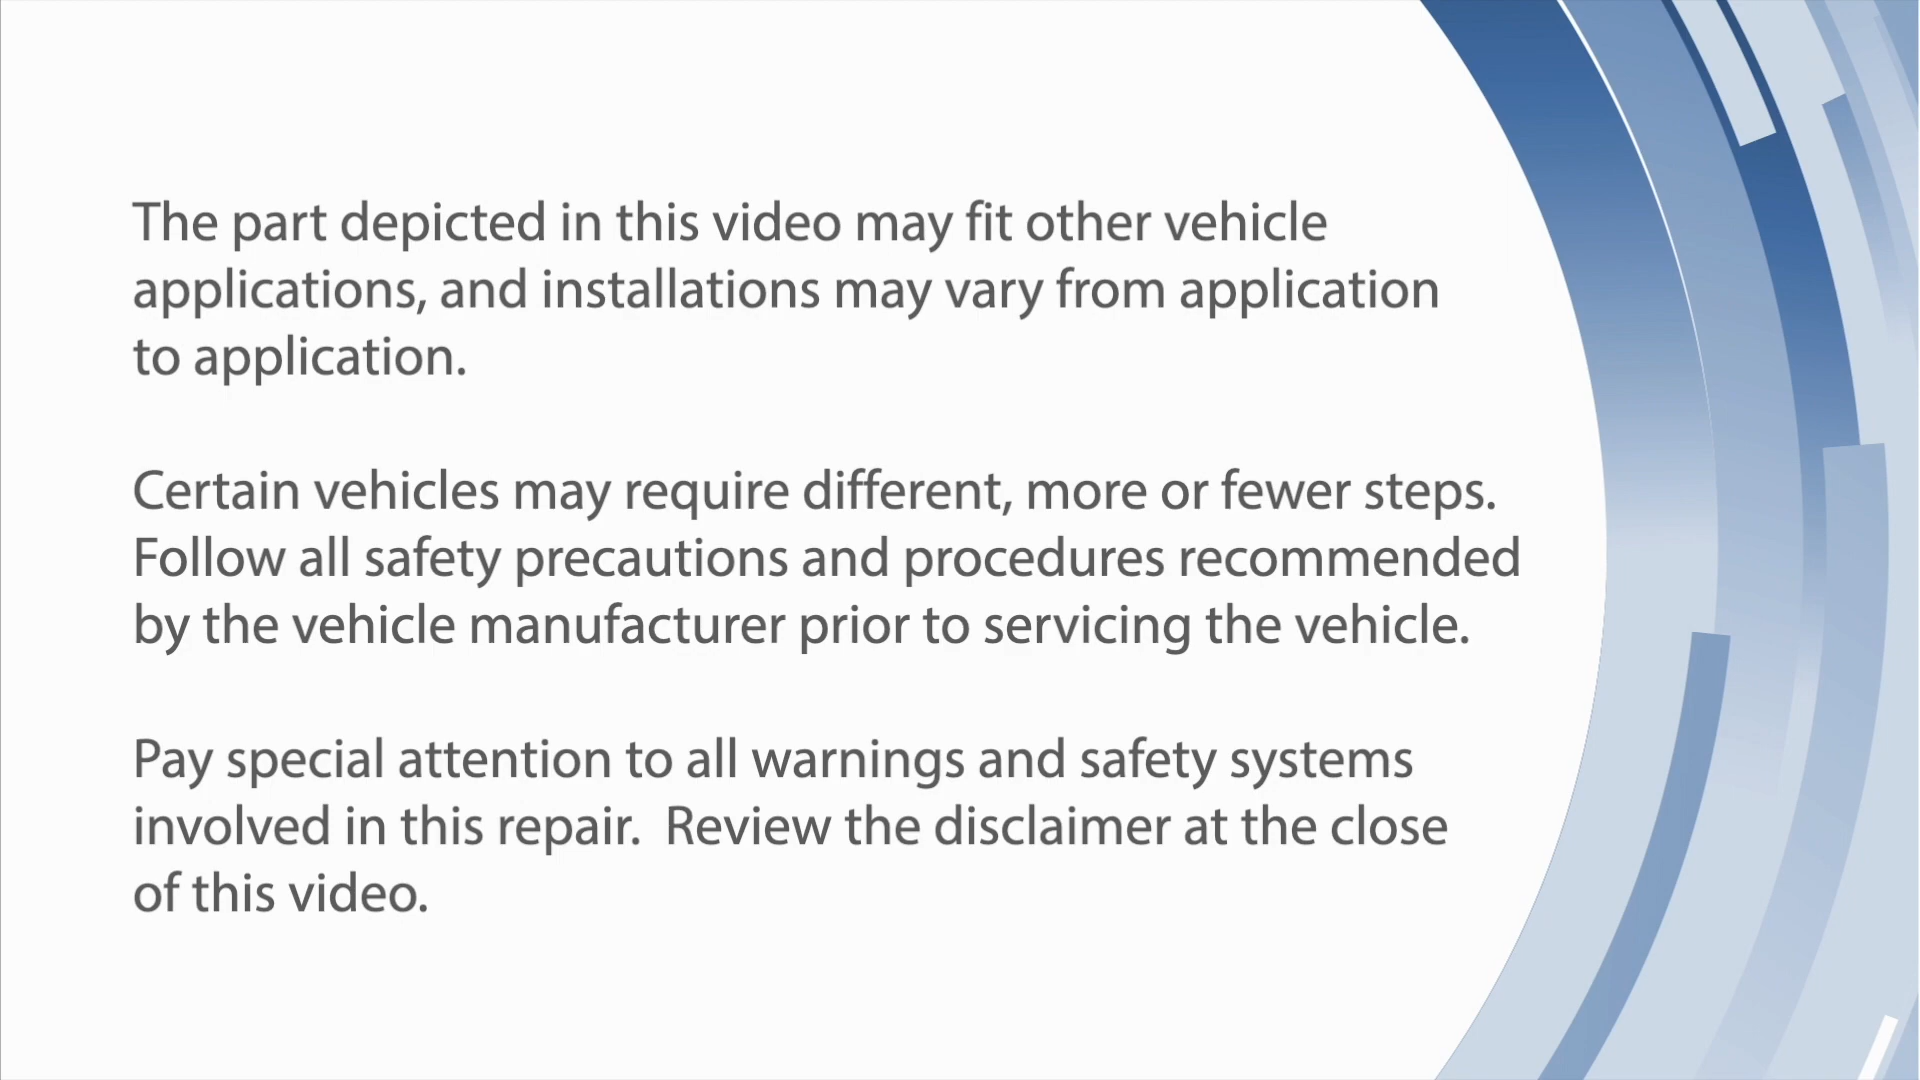 The part depicted in this video may fit other vehicle
applications, and installations may vary from application
to application.
Certain vehicles may require different, more or fewer steps.
Follow all safety precautions and procedures recommended
by the vehicle manufacturer prior to servicing the vehicle.
Pay special attention to all warnings and safety systems
involved in this repair.  Review the disclaimer at the close
of this video.